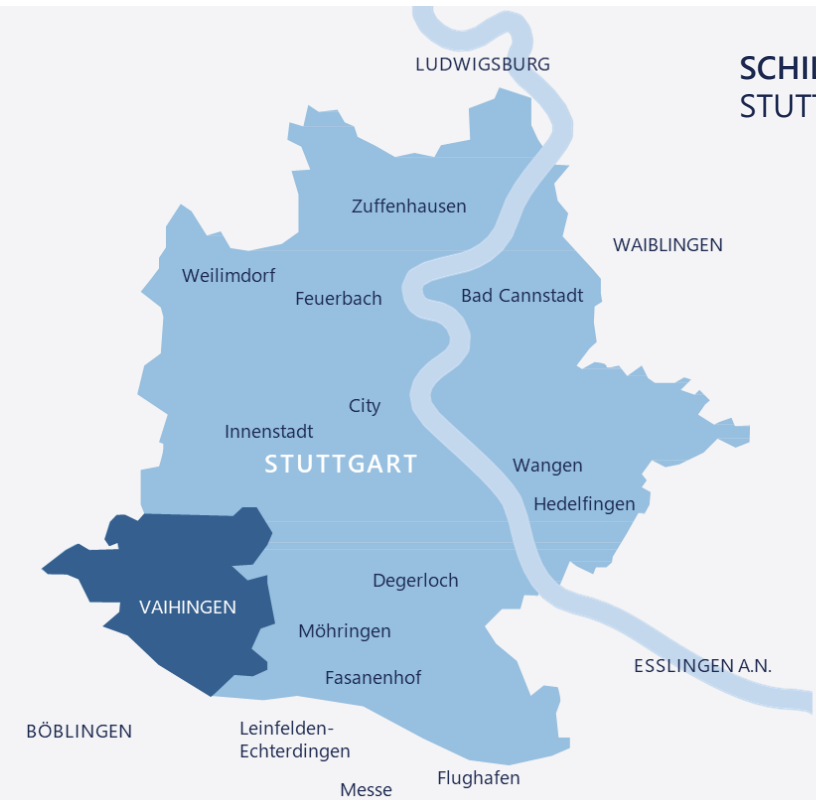 LUDWIGSBURG
STUTT
Zuffenhausen
WAIBLINGEN
Weilimdorf
Feuerbach
Bad Cannstadt
City
Innenstadt
STUTTGART
Wangen
Hedelfingen
Degerloch
VAIHINGEN
Möhringen
ESSLINGEN A.N.
Fasanenhof
BÖBLINGEN
Leinfelden-
Echterdingen
Flughafen
Messe